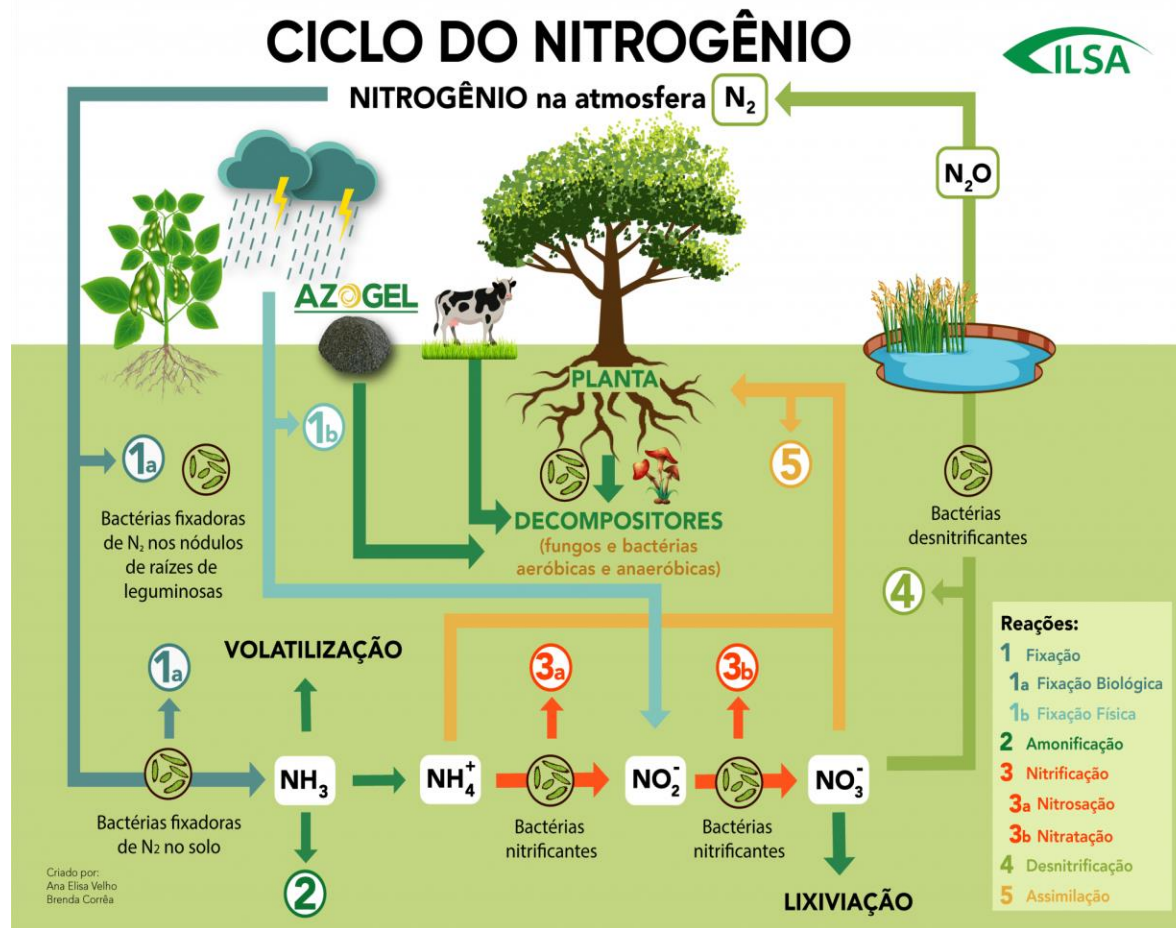 CICLO DO NITROGÊNIO
ILSA
NITROGÊNIO na atmosfera N₂
N₂O
AZOGEL
PLANTA
1b
5
1a
Bactérias fixadoras
de N₂ nos nódulos
de raízes de
leguminosas
DECOMPOSITORES
(fungos e bactérias
aeróbicas e anaeróbicas)
Bactérias
desnitrificantes
4
VOLATILIZAÇÃO
1a
3a
3b
NH₃
NH₄⁺
NO₂⁻
NO₃⁻
Bactérias fixadoras
de N2 no solo
Bactérias
nitrificantes
Bactérias
nitrificantes
2
LIXIVIAÇÃO
Criado por:
Ana Elisa Velho
Brenda Corrêa
Reações:
1 Fixação
1a Fixação Biológica
1b Fixação Física
2 Amonificação
3 Nitrificação
3a Nitrosação
3b Nitratação
4 Desnitrificação
5 Assimilação